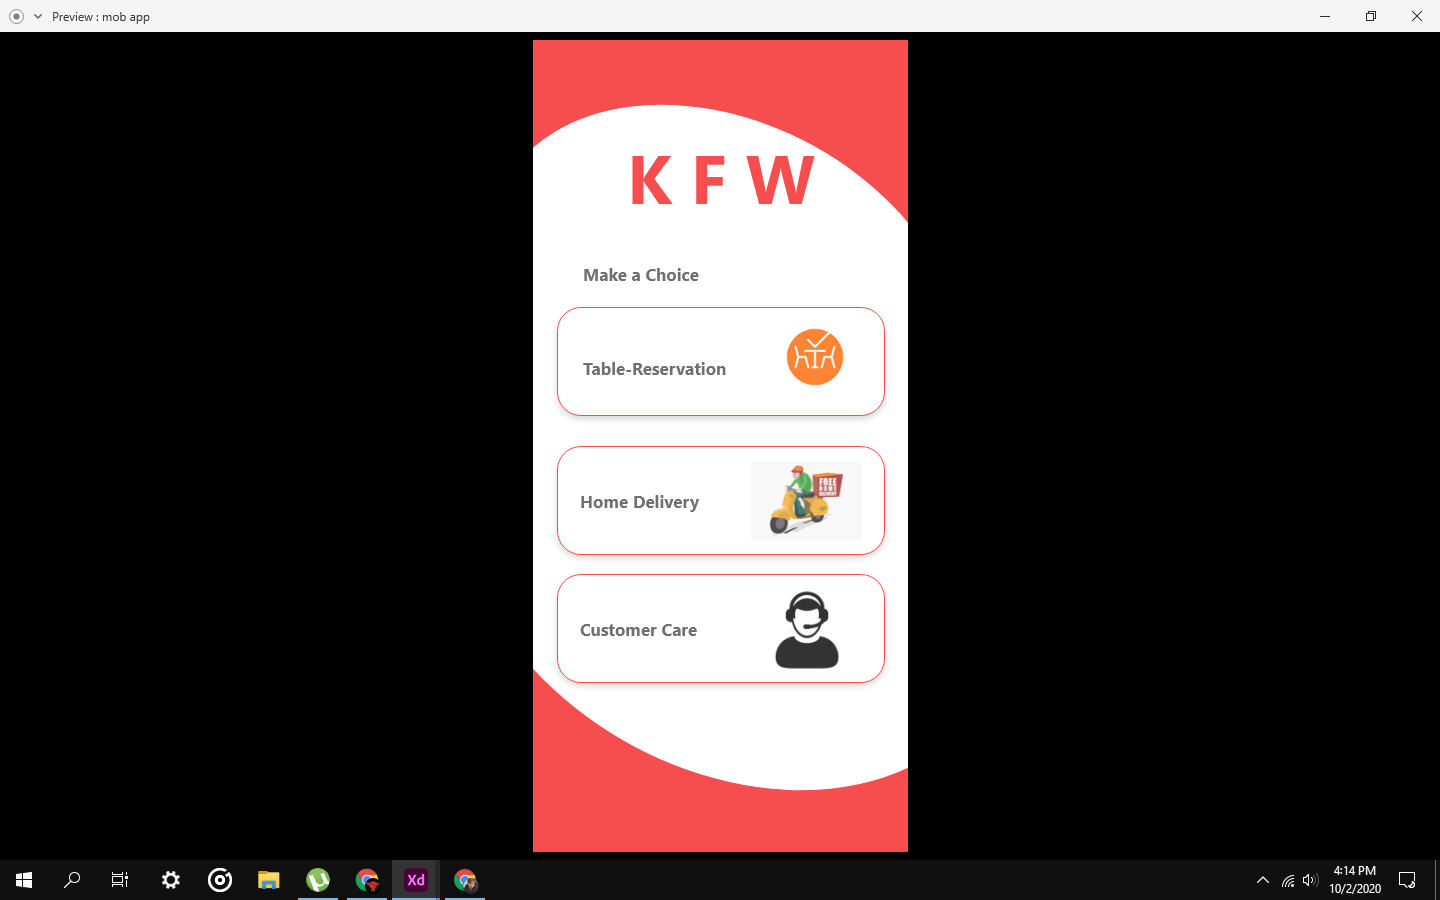 Preview : mob app
K F W
Make a Choice
Table-Reservation
Home Delivery
FREE
HOME
DELIVERY
Customer Care
Xd
4:14 PM
10/2/2020